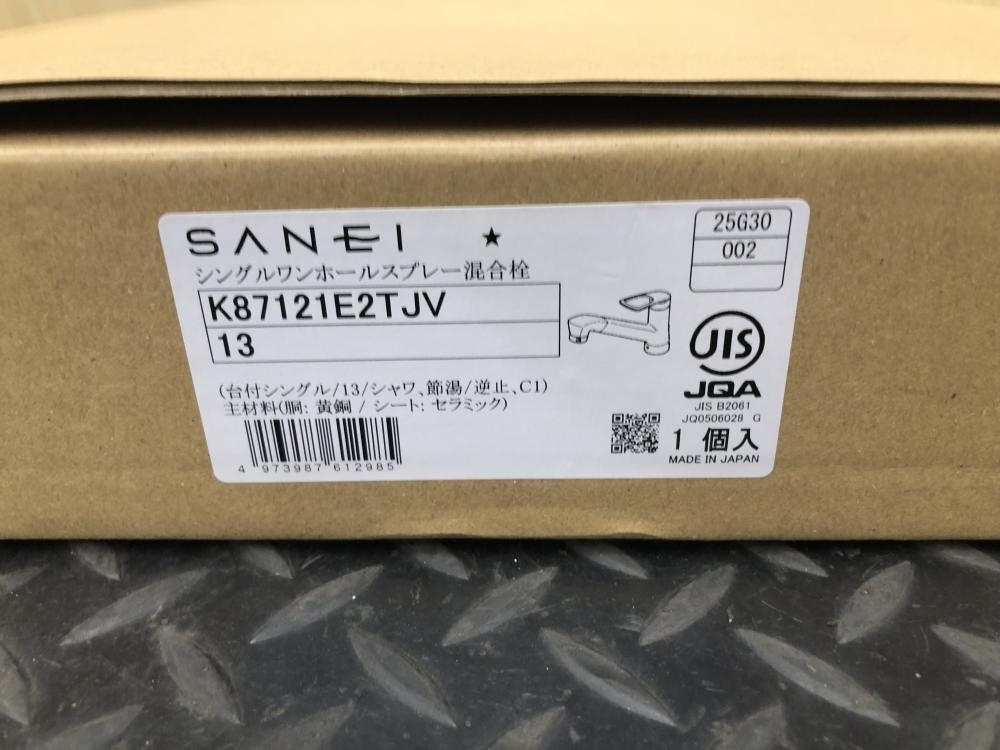 SANEI ★
シングルワンホールスプレー混合栓
K87121E2TJV
13
(台付シングル/13/シャワ、節湯/逆止、C1)
主材料(胴: 黄銅 / シート: セラミック)
4 973987 612985
25G30
002
JIS
JQA
JIS B2061
JQ0506028 G
1 個入
MADE IN JAPAN